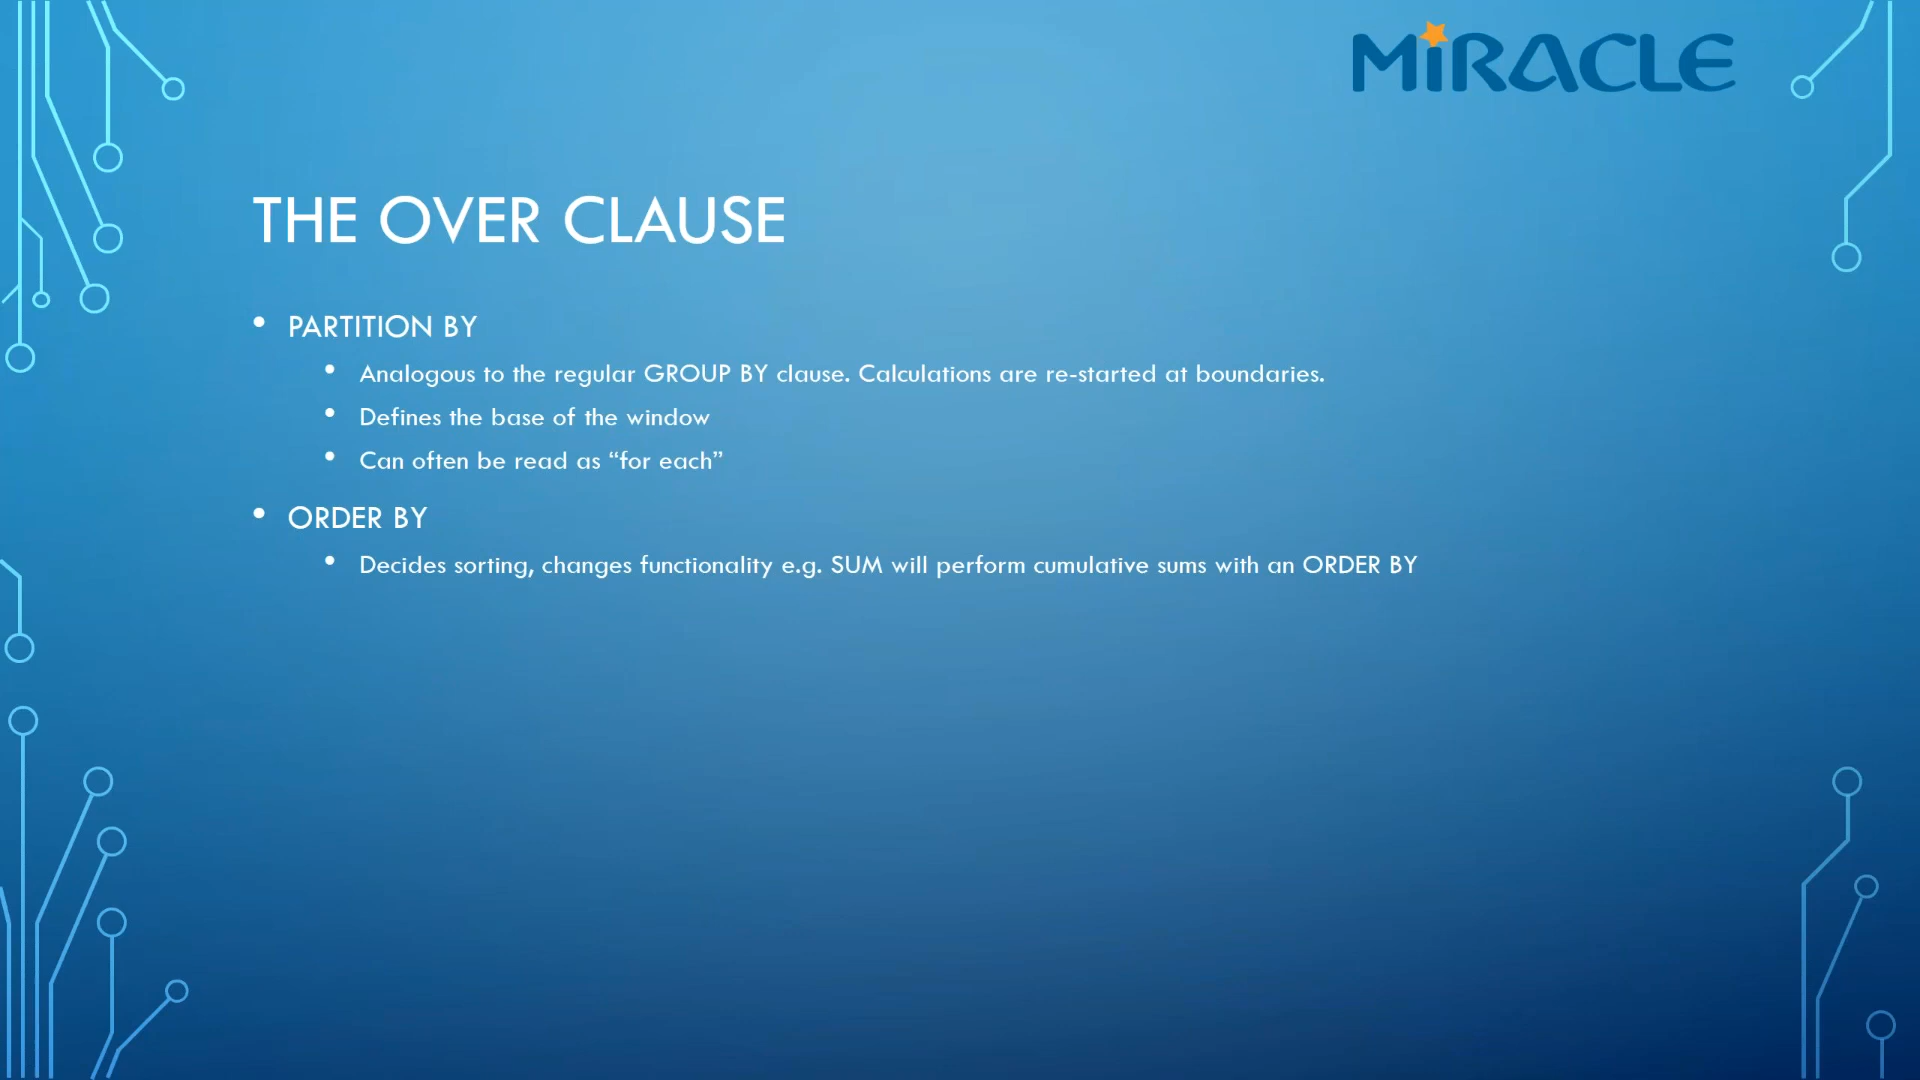 MiRACLE
THE OVER CLAUSE
• PARTITION BY
• Analogous to the regular GROUP BY clause. Calculations are re-started at boundaries.
• Defines the base of the window
• Can often be read as “for each”
• ORDER BY
• Decides sorting, changes functionality e.g. SUM will perform cumulative sums with an ORDER BY